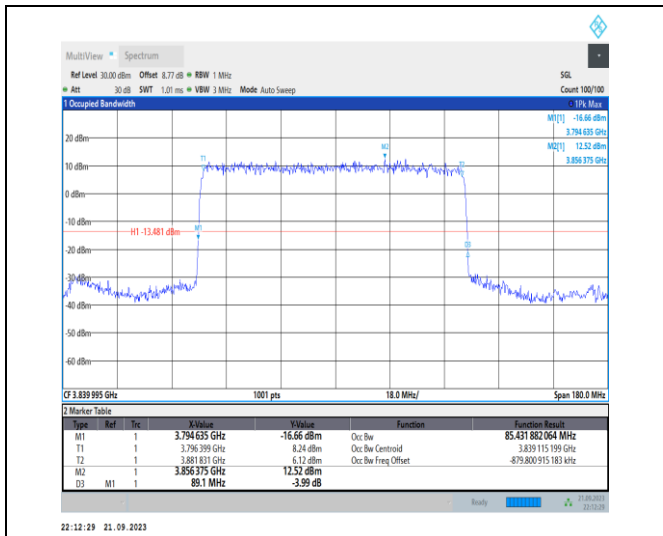 MultiView Spectrum
Ref Level 30.00 dBm Offset 8.77 dB RBW 1 MHz SGL
Att 30 dB SWT 1.01 ms VBW 3 MHz Mode Auto Sweep Count 100/100
1 Occupied Bandwidth 1Pk Max
M1[1] -16.66 dBm
3.794 635 GHz
M2[1] 12.52 dBm
3.856 375 GHz
20 dBm
T1 M2 T2
10 dBm
0 dBm
-10 dBm
H1 -13.481 dBm M1
-20 dBm D3
-30 dBm
-40 dBm
-50 dBm
-60 dBm
CF 3.839 995 GHz 1001 pts 18.0 MHz/ Span 180.0 MHz
2 Marker Table
Type Ref Trc X-Value Y-Value Function Function Result
M1 1 3.794 635 GHz -16.66 dBm Occ Bw 85.431 882 064 MHz
T1 1 3.796 399 GHz 8.24 dBm Occ Bw Centroid 3.839 115 199 GHz
T2 1 3.881 831 GHz 6.12 dBm Occ Bw Freq Offset -879.800 915 183 kHz
M2 1 3.856 375 GHz 12.52 dBm
D3 M1 1 89.1 MHz -3.99 dB
Ready 21.09.2023
22:12:29
22:12:29 21.09.2023